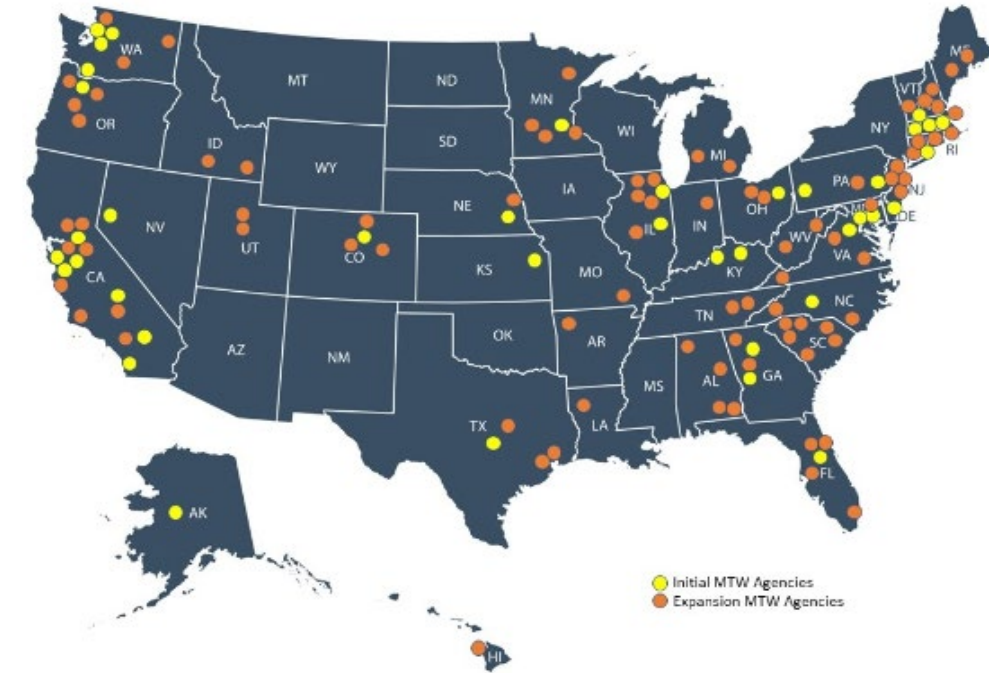 WA
MT
ND
MN
ME
VT
OR
ID
SD
WI
MI
NY
RI
WY
IA
PA
NJ
NE
OH
DE
NV
UT
CO
IL
IN
WV
VA
CA
KS
MO
KY
NC
TN
AZ
NM
OK
AR
SC
MS
AL
GA
TX
LA
FL
AK
HI
Initial MTW Agencies
Expansion MTW Agencies